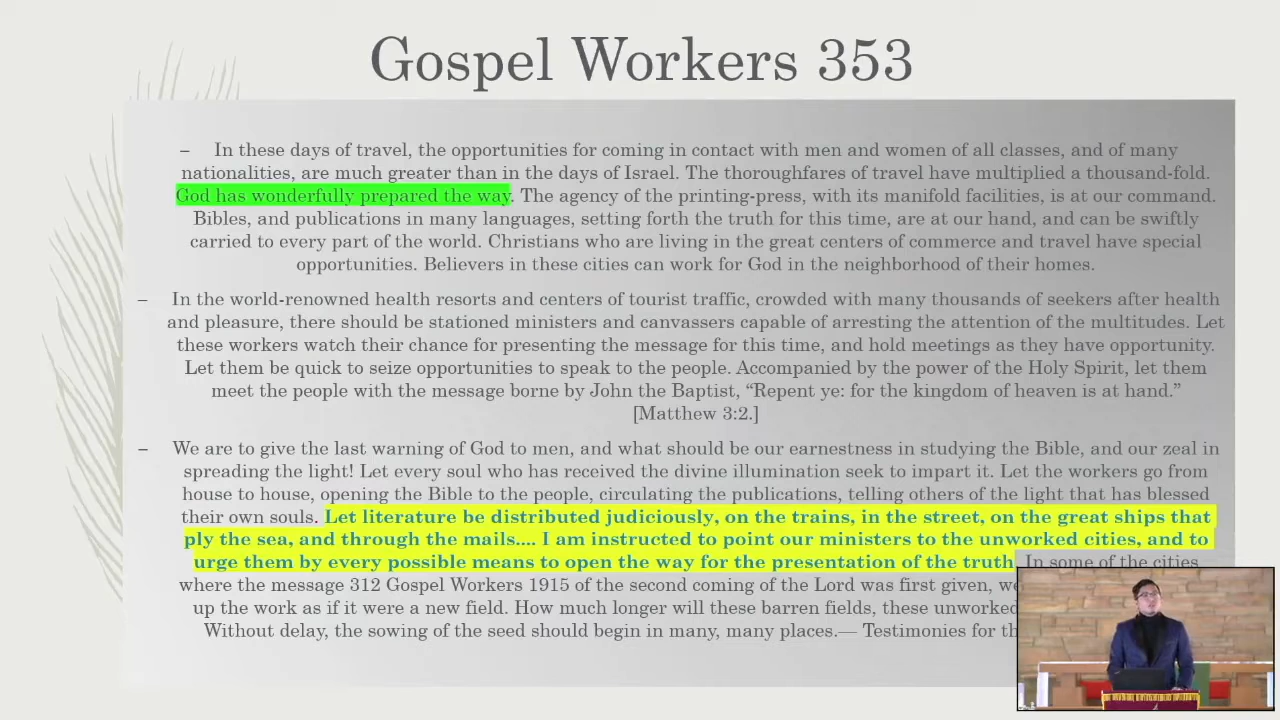 Gospel Workers 353
– In these days of travel, the opportunities for coming in contact with men and women of all classes, and of many
nationalities, are much greater than in the days of Israel. The thoroughfares of travel have multiplied a thousand-fold.
God has wonderfully prepared the way. The agency of the printing-press, with its manifold facilities, is at our command.
Bibles, and publications in many languages, setting forth the truth for this time, are at our hand, and can be swiftly
carried to every part of the world. Christians who are living in the great centers of commerce and travel have special
opportunities. Believers in these cities can work for God in the neighborhood of their homes.
– In the world-renowned health resorts and centers of tourist traffic, crowded with many thousands of seekers after health
and pleasure, there should be stationed ministers and canvassers capable of arresting the attention of the multitudes. Let
these workers watch their chance for presenting the message for this time, and hold meetings as they have opportunity.
Let them be quick to seize opportunities to speak to the people. Accompanied by the power of the Holy Spirit, let them
meet the people with the message borne by John the Baptist, “Repent ye: for the kingdom of heaven is at hand.”
[Matthew 3:2.]
– We are to give the last warning of God to men, and what should be our earnestness in studying the Bible, and our zeal in
spreading the light! Let every soul who has received the divine illumination seek to impart it. Let the workers go from
house to house, opening the Bible to the people, circulating the publications, telling others of the light that has blessed
their own souls. Let literature be distributed judiciously, on the trains, in the street, on the great ships that
ply the sea, and through the mails.... I am instructed to point our ministers to the unworked cities, and to
urge them by every possible means to open the way for the presentation of the truth. In some of the cities
where the message 312 Gospel Workers 1915 of the second coming of the Lord was first given, we
up the work as if it were a new field. How much longer will these barren fields, these unworked
Without delay, the sowing of the seed should begin in many, many places.— Testimonies for